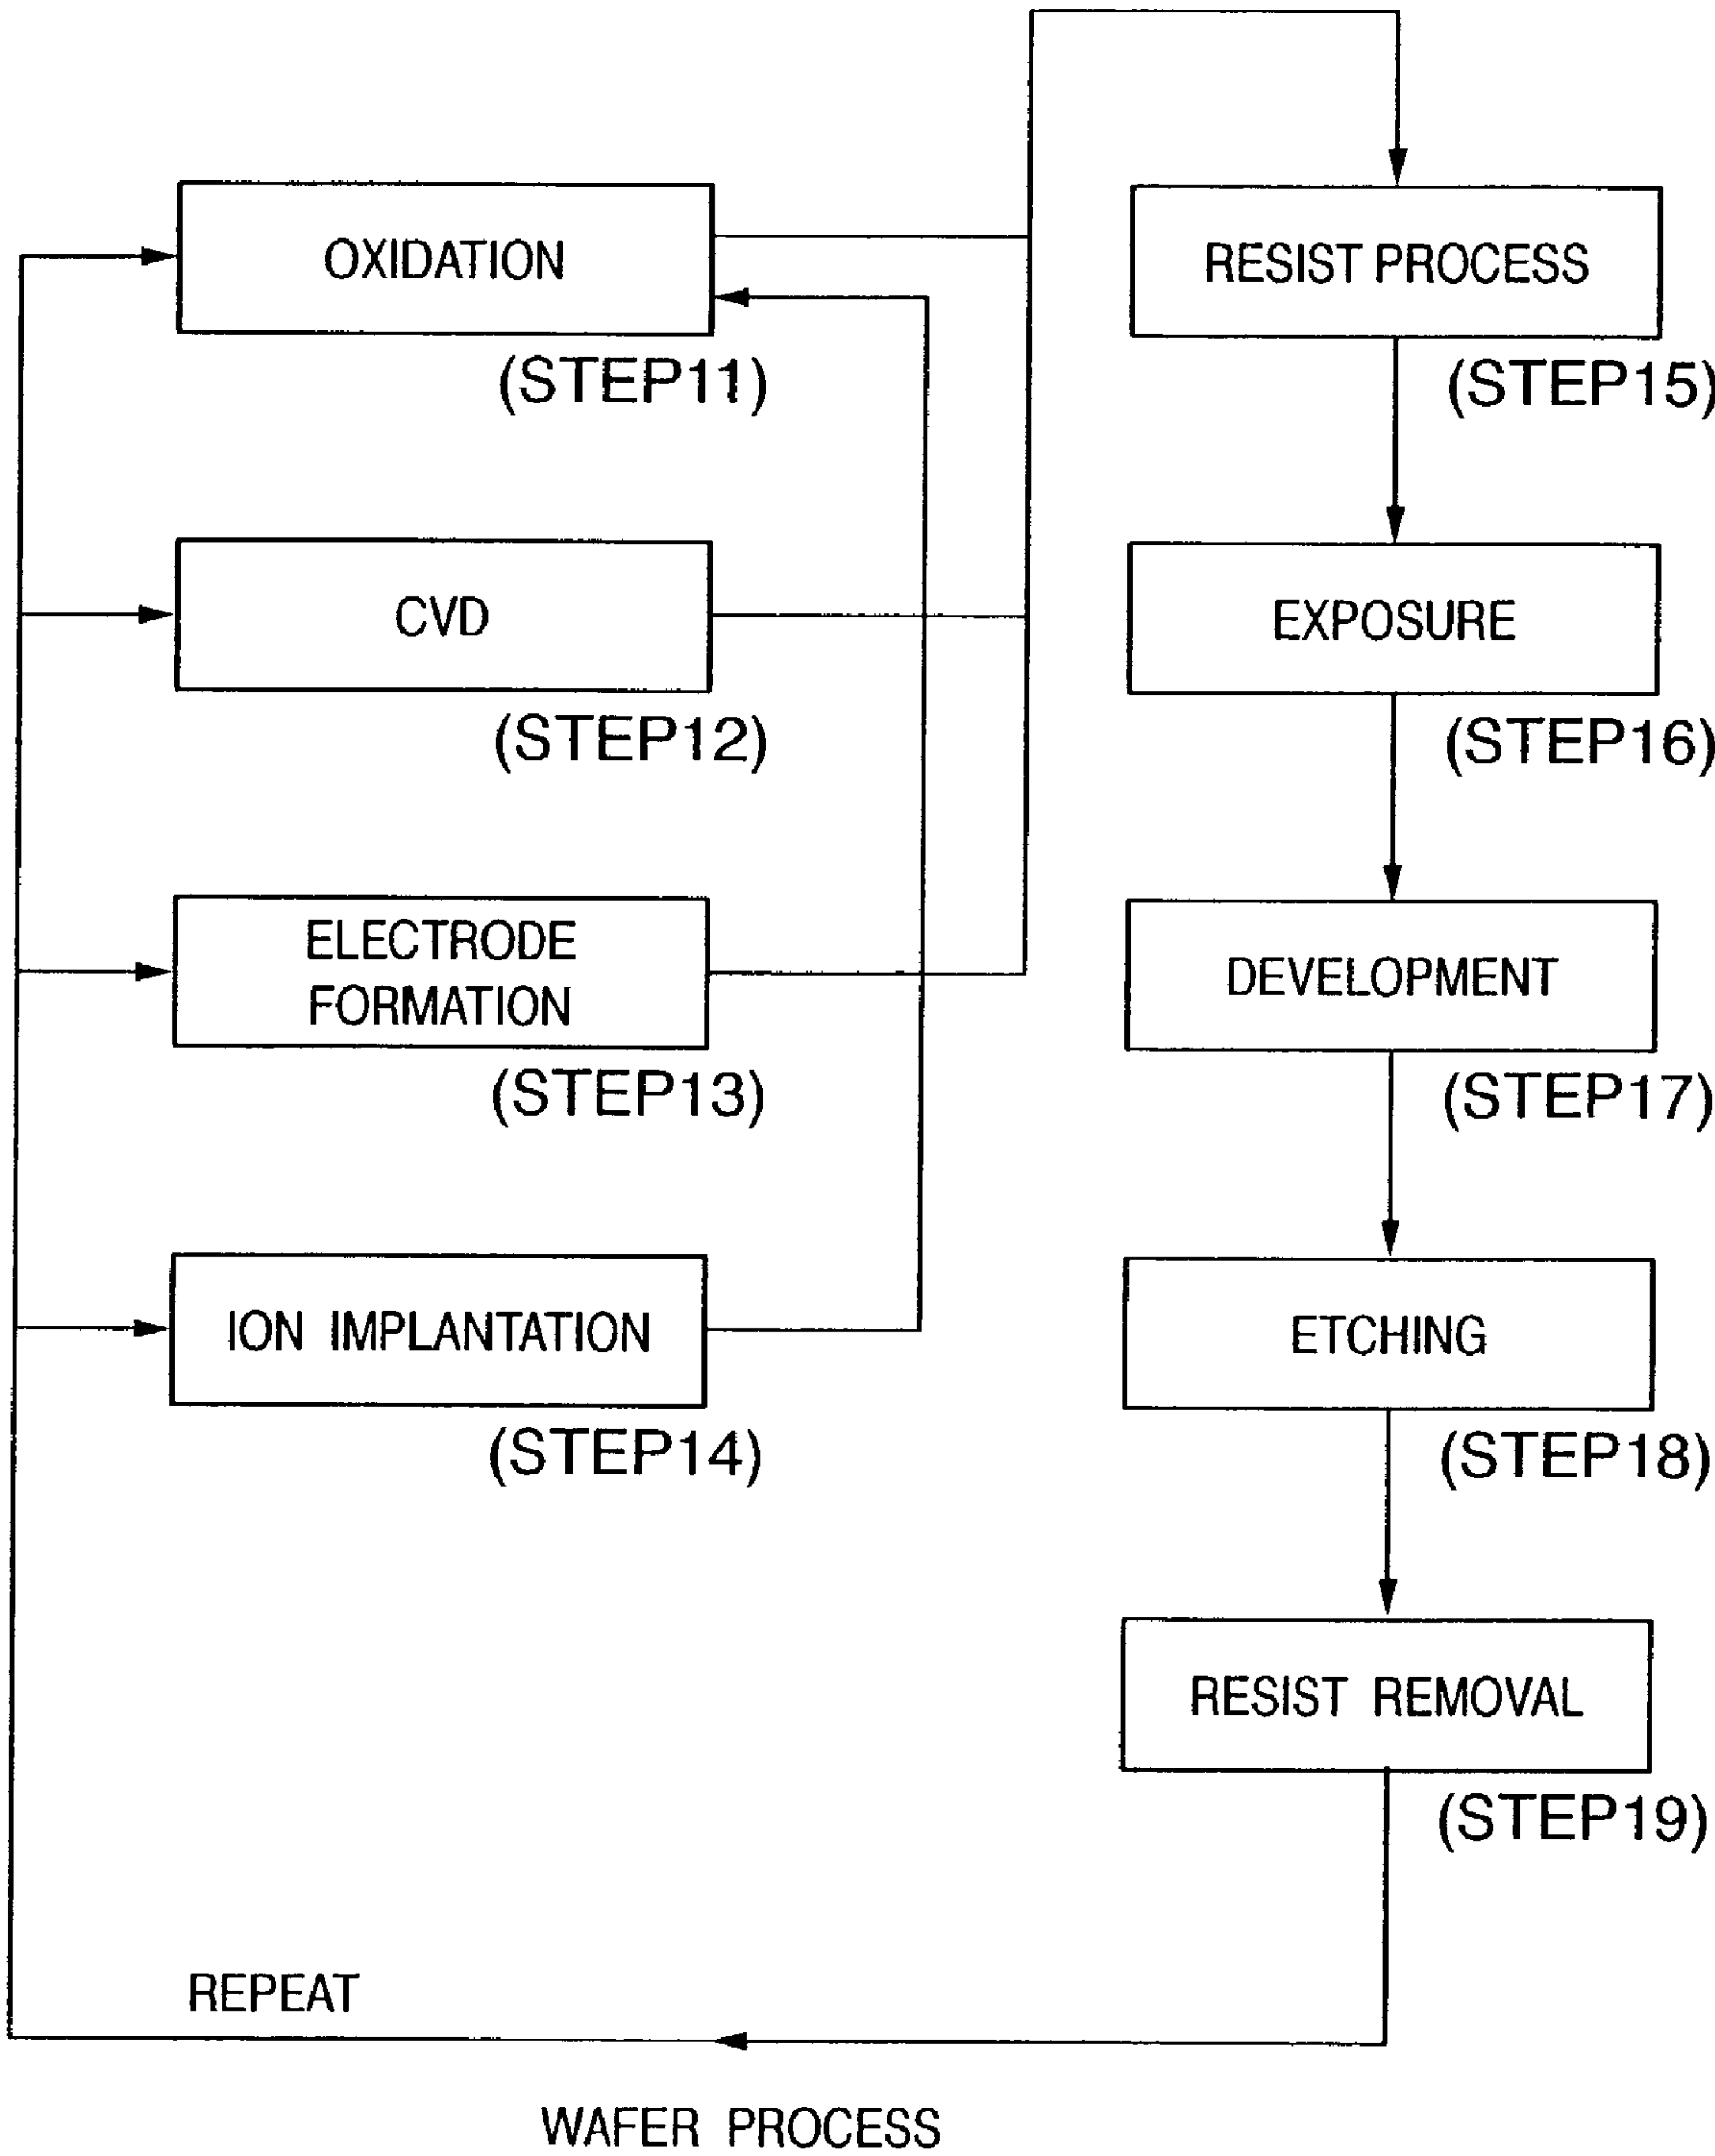 OXIDATION
(STEP11)
CVD
(STEP12)
ELECTRODE
FORMATION
(STEP13)
ION IMPLANTATION
(STEP14)
RESIST PROCESS
(STEP15)
EXPOSURE
(STEP16)
DEVELOPMENT
(STEP17)
ETCHING
(STEP18)
RESIST REMOVAL
(STEP19)
REPEAT
WAFER PROCESS